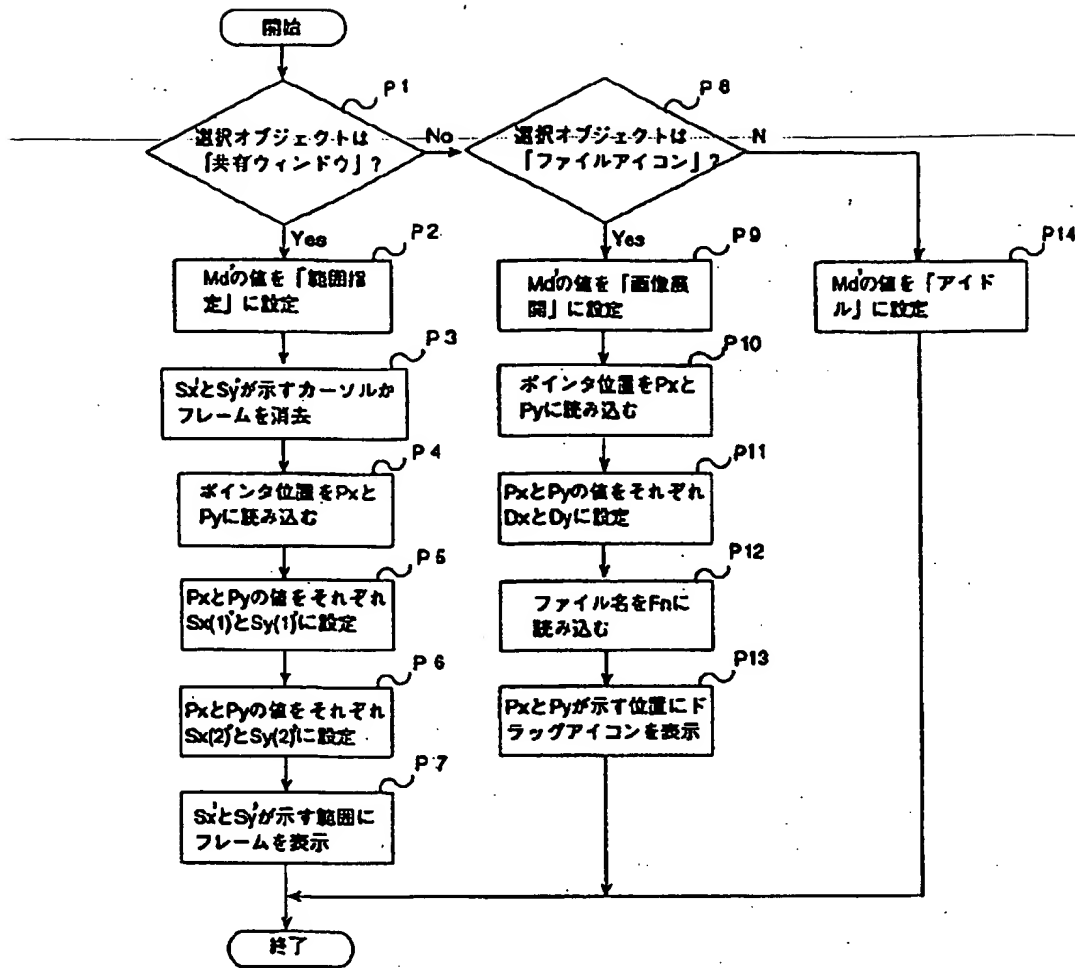 開始
P1
選択オブジェクトは
「共有ウィンドウ」?
No
Yes
P2
Md'の値を「範囲指
定」に設定
P3
Sx'とSy'が示すカーソルか
フレームを消去
P4
ポインタ位置をPxと
Pyに読み込む
P5
PxとPyの値をそれぞれ
Sx(1)'とSy(1)'に設定
P6
PxとPyの値をそれぞれ
Sx(2)'とSy(2)'に設定
P7
Sx'とSy'が示す範囲に
フレームを表示
終了
P8
選択オブジェクトは
「ファイルアイコン」?
N
Yes
P9
Md'の値を「画像展
開」に設定
P10
ポインタ位置をPxと
Pyに読み込む
P11
PxとPyの値をそれぞれ
DxとDyに設定
P12
ファイル名をFnに
読み込む
P13
PxとPyが示す位置にド
ラッグアイコンを表示
P14
Md'の値を「アイド
ル」に設定